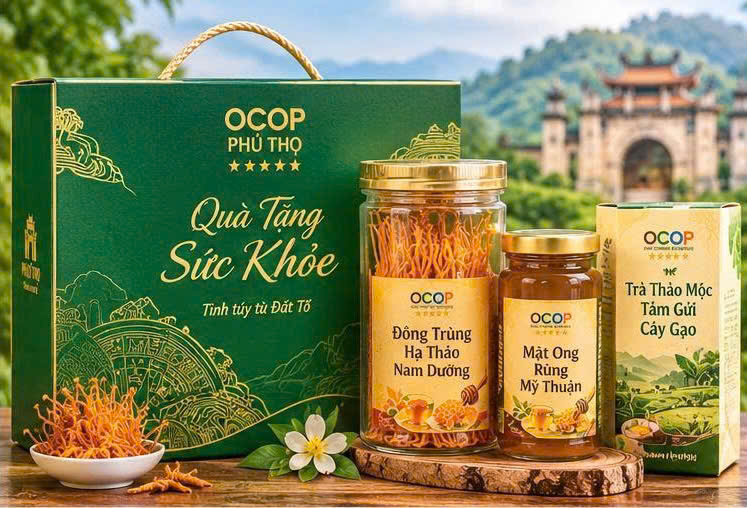 OCOP
PHÚ THỌ
Quà Tặng
Sức Khỏe
Tinh túy từ Đất Tổ
OCOP
Đông Trùng
Hạ Thảo
Nam Dưỡng
OCOP
Mật Ong
Rừng
Mỹ Thuận
OCOP
Trà Thảo Mộc
Tầm Gửi
Cây Gạo